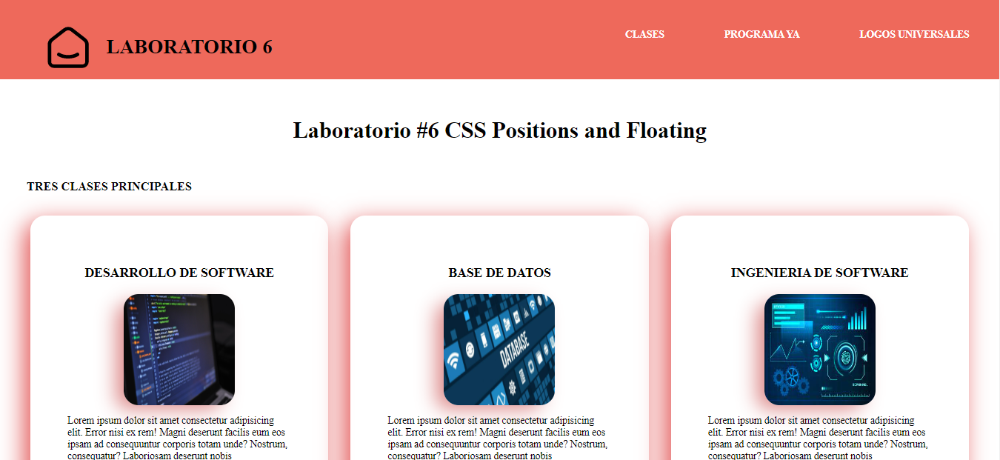 LABORATORIO 6
CLASES
PROGRAMA YA
LOGOS UNIVERSALES
Laboratorio #6 CSS Positions and Floating
TRES CLASES PRINCIPALES
DESARROLLO DE SOFTWARE
Lorem ipsum dolor sit amet consectetur adipisicing
elit. Error nisi ex rem! Magni deserunt facilis eum eos
ipsam ad consequuntur corporis totam unde? Nostrum,
consequatur? Laboriosam deserunt nobis
BASE DE DATOS
DATABASE
Lorem ipsum dolor sit amet consectetur adipisicing
elit. Error nisi ex rem! Magni deserunt facilis eum eos
ipsam ad consequuntur corporis totam unde? Nostrum,
consequatur? Laboriosam deserunt nobis
INGENIERIA DE SOFTWARE
Lorem ipsum dolor sit amet consectetur adipisicing
elit. Error nisi ex rem! Magni deserunt facilis eum eos
ipsam ad consequuntur corporis totam unde? Nostrum,
consequatur? Laboriosam deserunt nobis